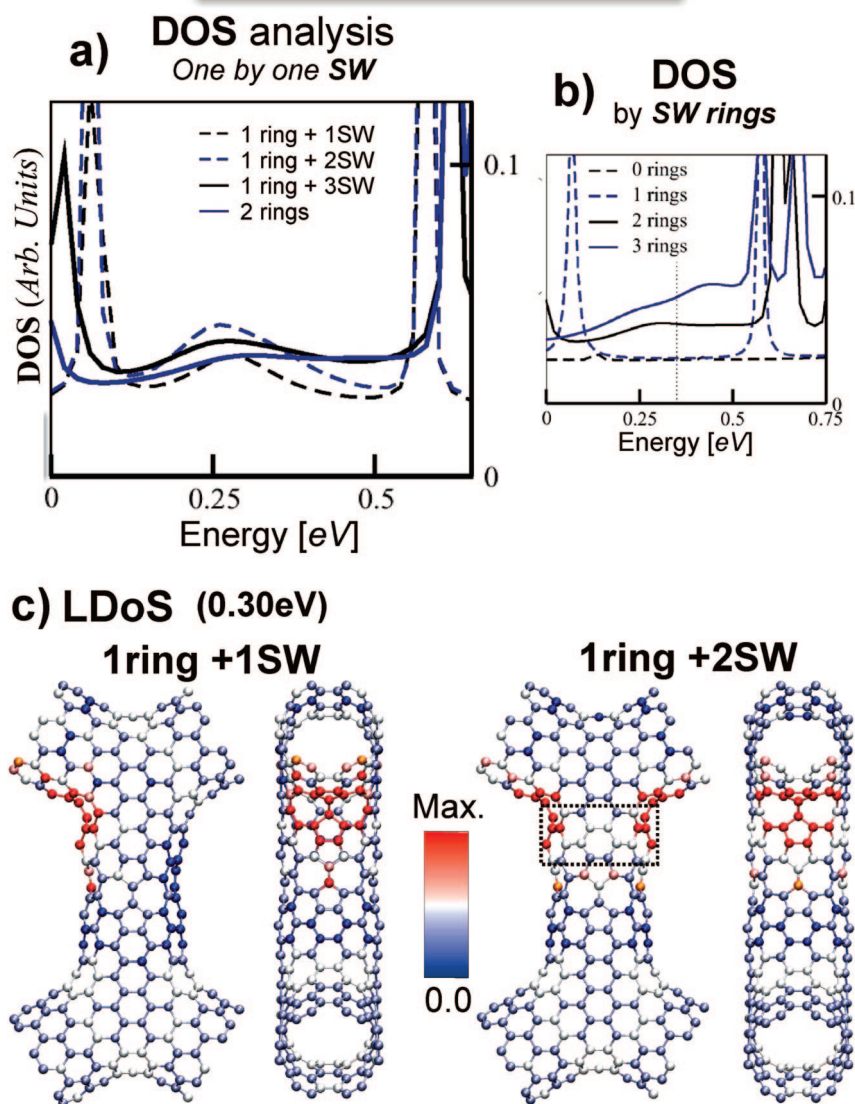 a)
DOS analysis
One by one SW
1 ring + 1SW
1 ring + 2SW
1 ring + 3SW
2 rings
DOS (Arb. Units)
0.1
0
0
0.25
0.5
Energy [eV]
b)
DOS
by SW rings
0 rings
1 rings
2 rings
3 rings
0.1
0
0
0.25
0.5
0.75
Energy [eV]
c) LDoS (0.30eV)
1ring +1SW
1ring +2SW
Max.
0.0